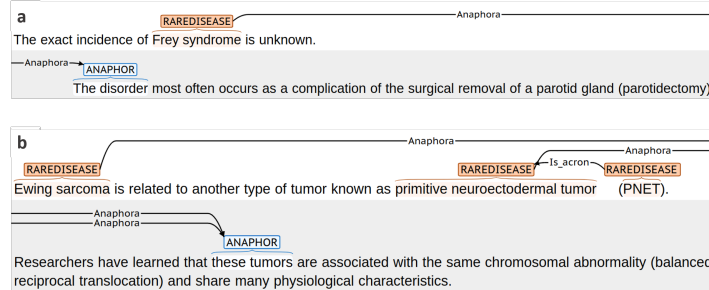 a
RAREDISEASE Anaphora
The exact incidence of Frey syndrome is unknown.
Anaphora ANAPHOR
The disorder most often occurs as a complication of the surgical removal of a parotid gland (parotidectomy)
b
Anaphora
Anaphora
RAREDISEASE RAREDISEASE Is_acron RAREDISEASE
Ewing sarcoma is related to another type of tumor known as primitive neuroectodermal tumor (PNET).
Anaphora
Anaphora
ANAPHOR
Researchers have learned that these tumors are associated with the same chromosomal abnormality (balanced
reciprocal translocation) and share many physiological characteristics.